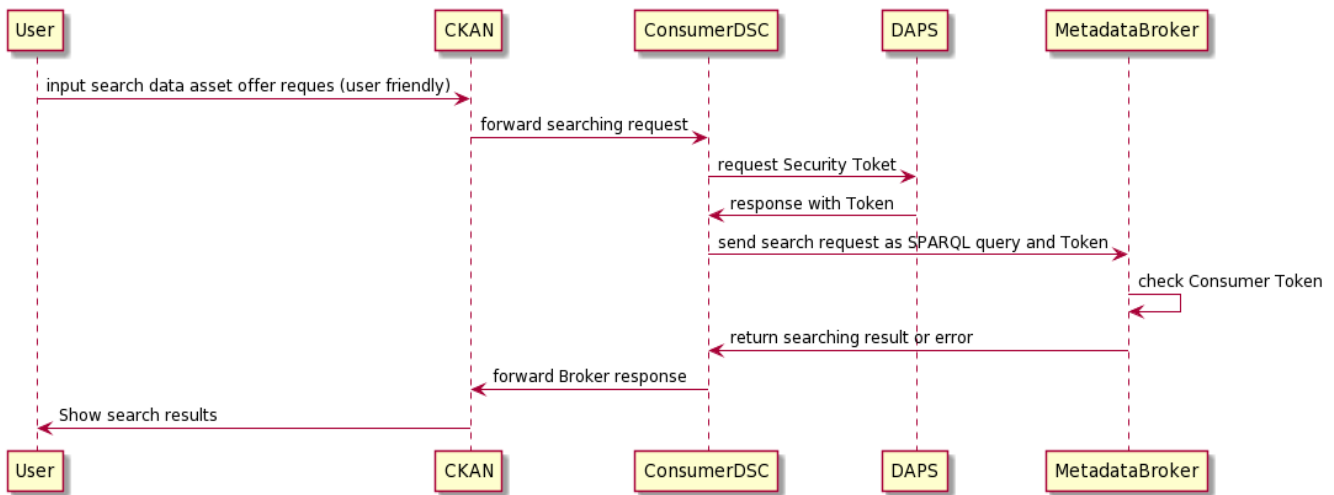 User CKAN ConsumerDSC DAPS MetadataBroker
input search data asset offer reques (user friendly)
forward searching request
request Security Toket
response with Token
send search request as SPARQL query and Token
check Consumer Token
return searching result or error
forward Broker response
Show search results
User CKAN ConsumerDSC DAPS MetadataBroker